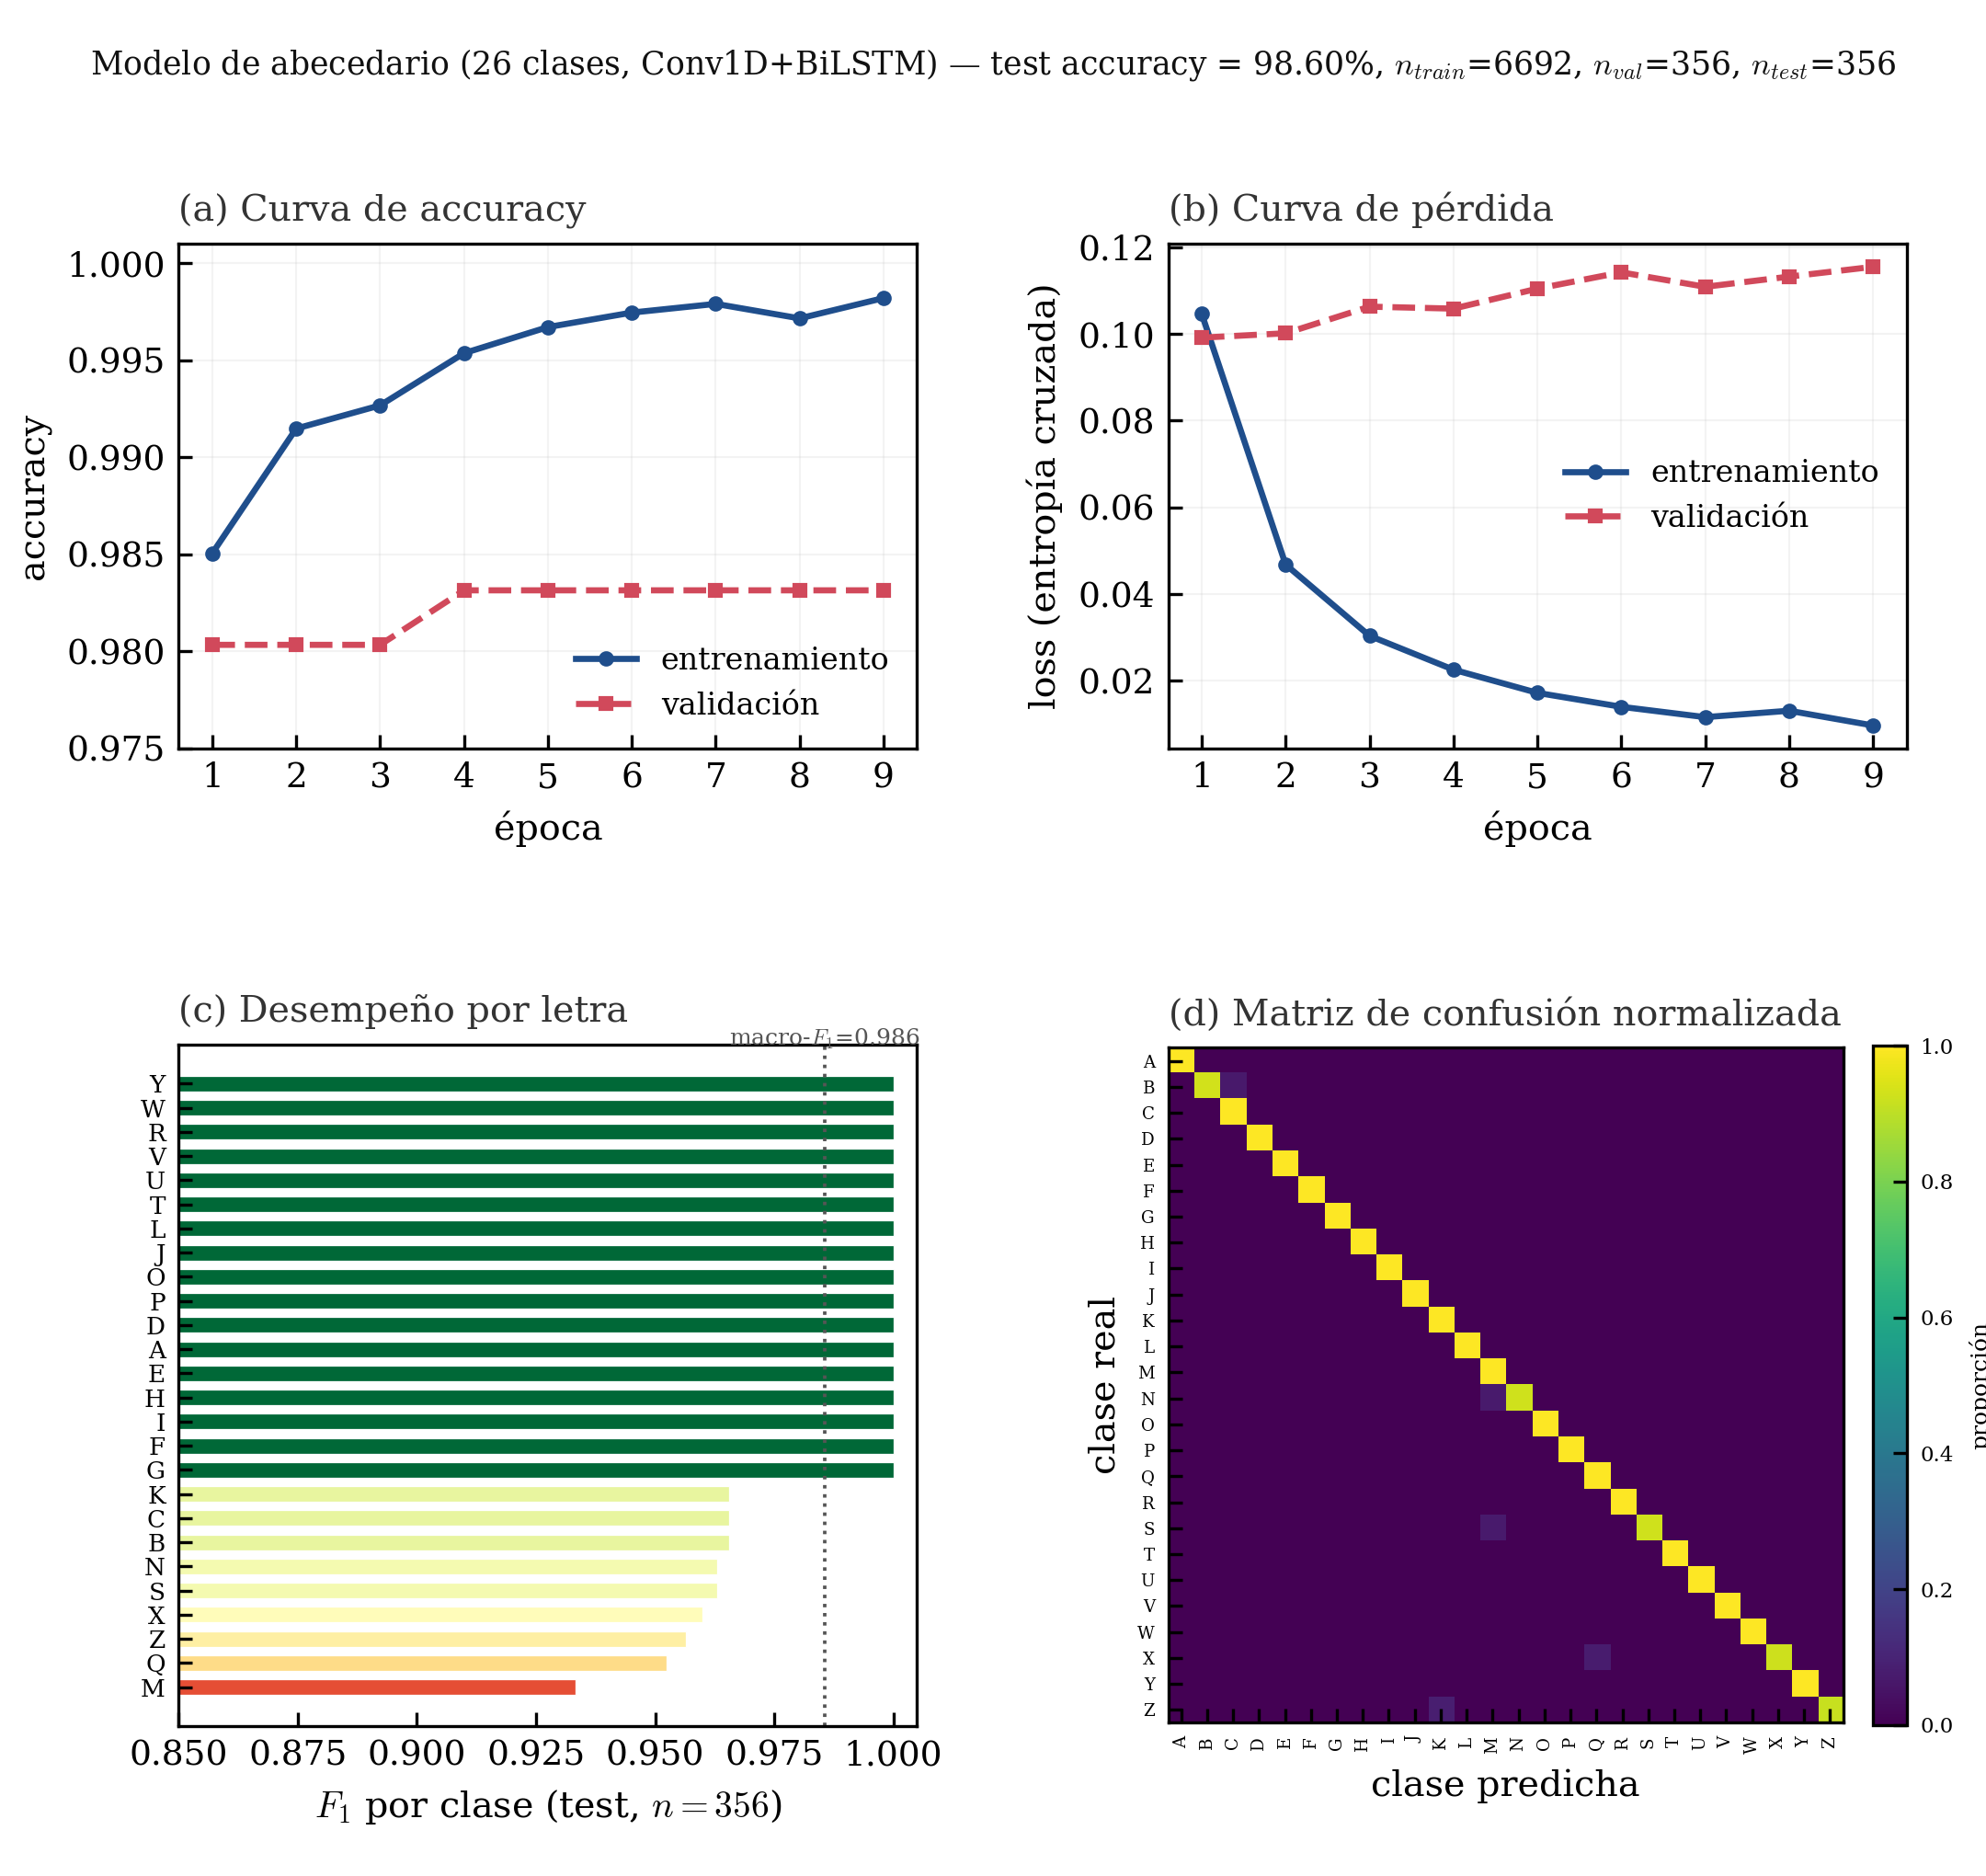 Modelo de abecedario (26 clases, Conv1D+BiLSTM) — test accuracy = 98.60%, n_train=6692, n_val=356, n_test=356
(a) Curva de accuracy
1.000
0.995
0.990
0.985
0.980
0.975
accuracy
entrenamiento
validación
1 2 3 4 5 6 7 8 9
época
(b) Curva de pérdida
0.12
0.10
0.08
0.06
0.04
0.02
loss (entropía cruzada)
entrenamiento
validación
1 2 3 4 5 6 7 8 9
época
(c) Desempeño por letra
macro-F1=0.986
Y
W
R
V
U
T
L
J
O
P
D
A
E
H
I
F
G
K
C
B
N
S
X
Z
Q
M
0.850 0.875 0.900 0.925 0.950 0.975 1.000
F1 por clase (test, n = 356)
(d) Matriz de confusión normalizada
A
B
C
D
E
F
G
H
I
J
K
L
M
N
O
P
Q
R
S
T
U
V
W
X
Y
Z
clase real
A B C D E F G H I J K L M N O P Q R S T U V W X Y Z
clase predicha
1.0
0.8
0.6
0.4
0.2
0.0
proporción